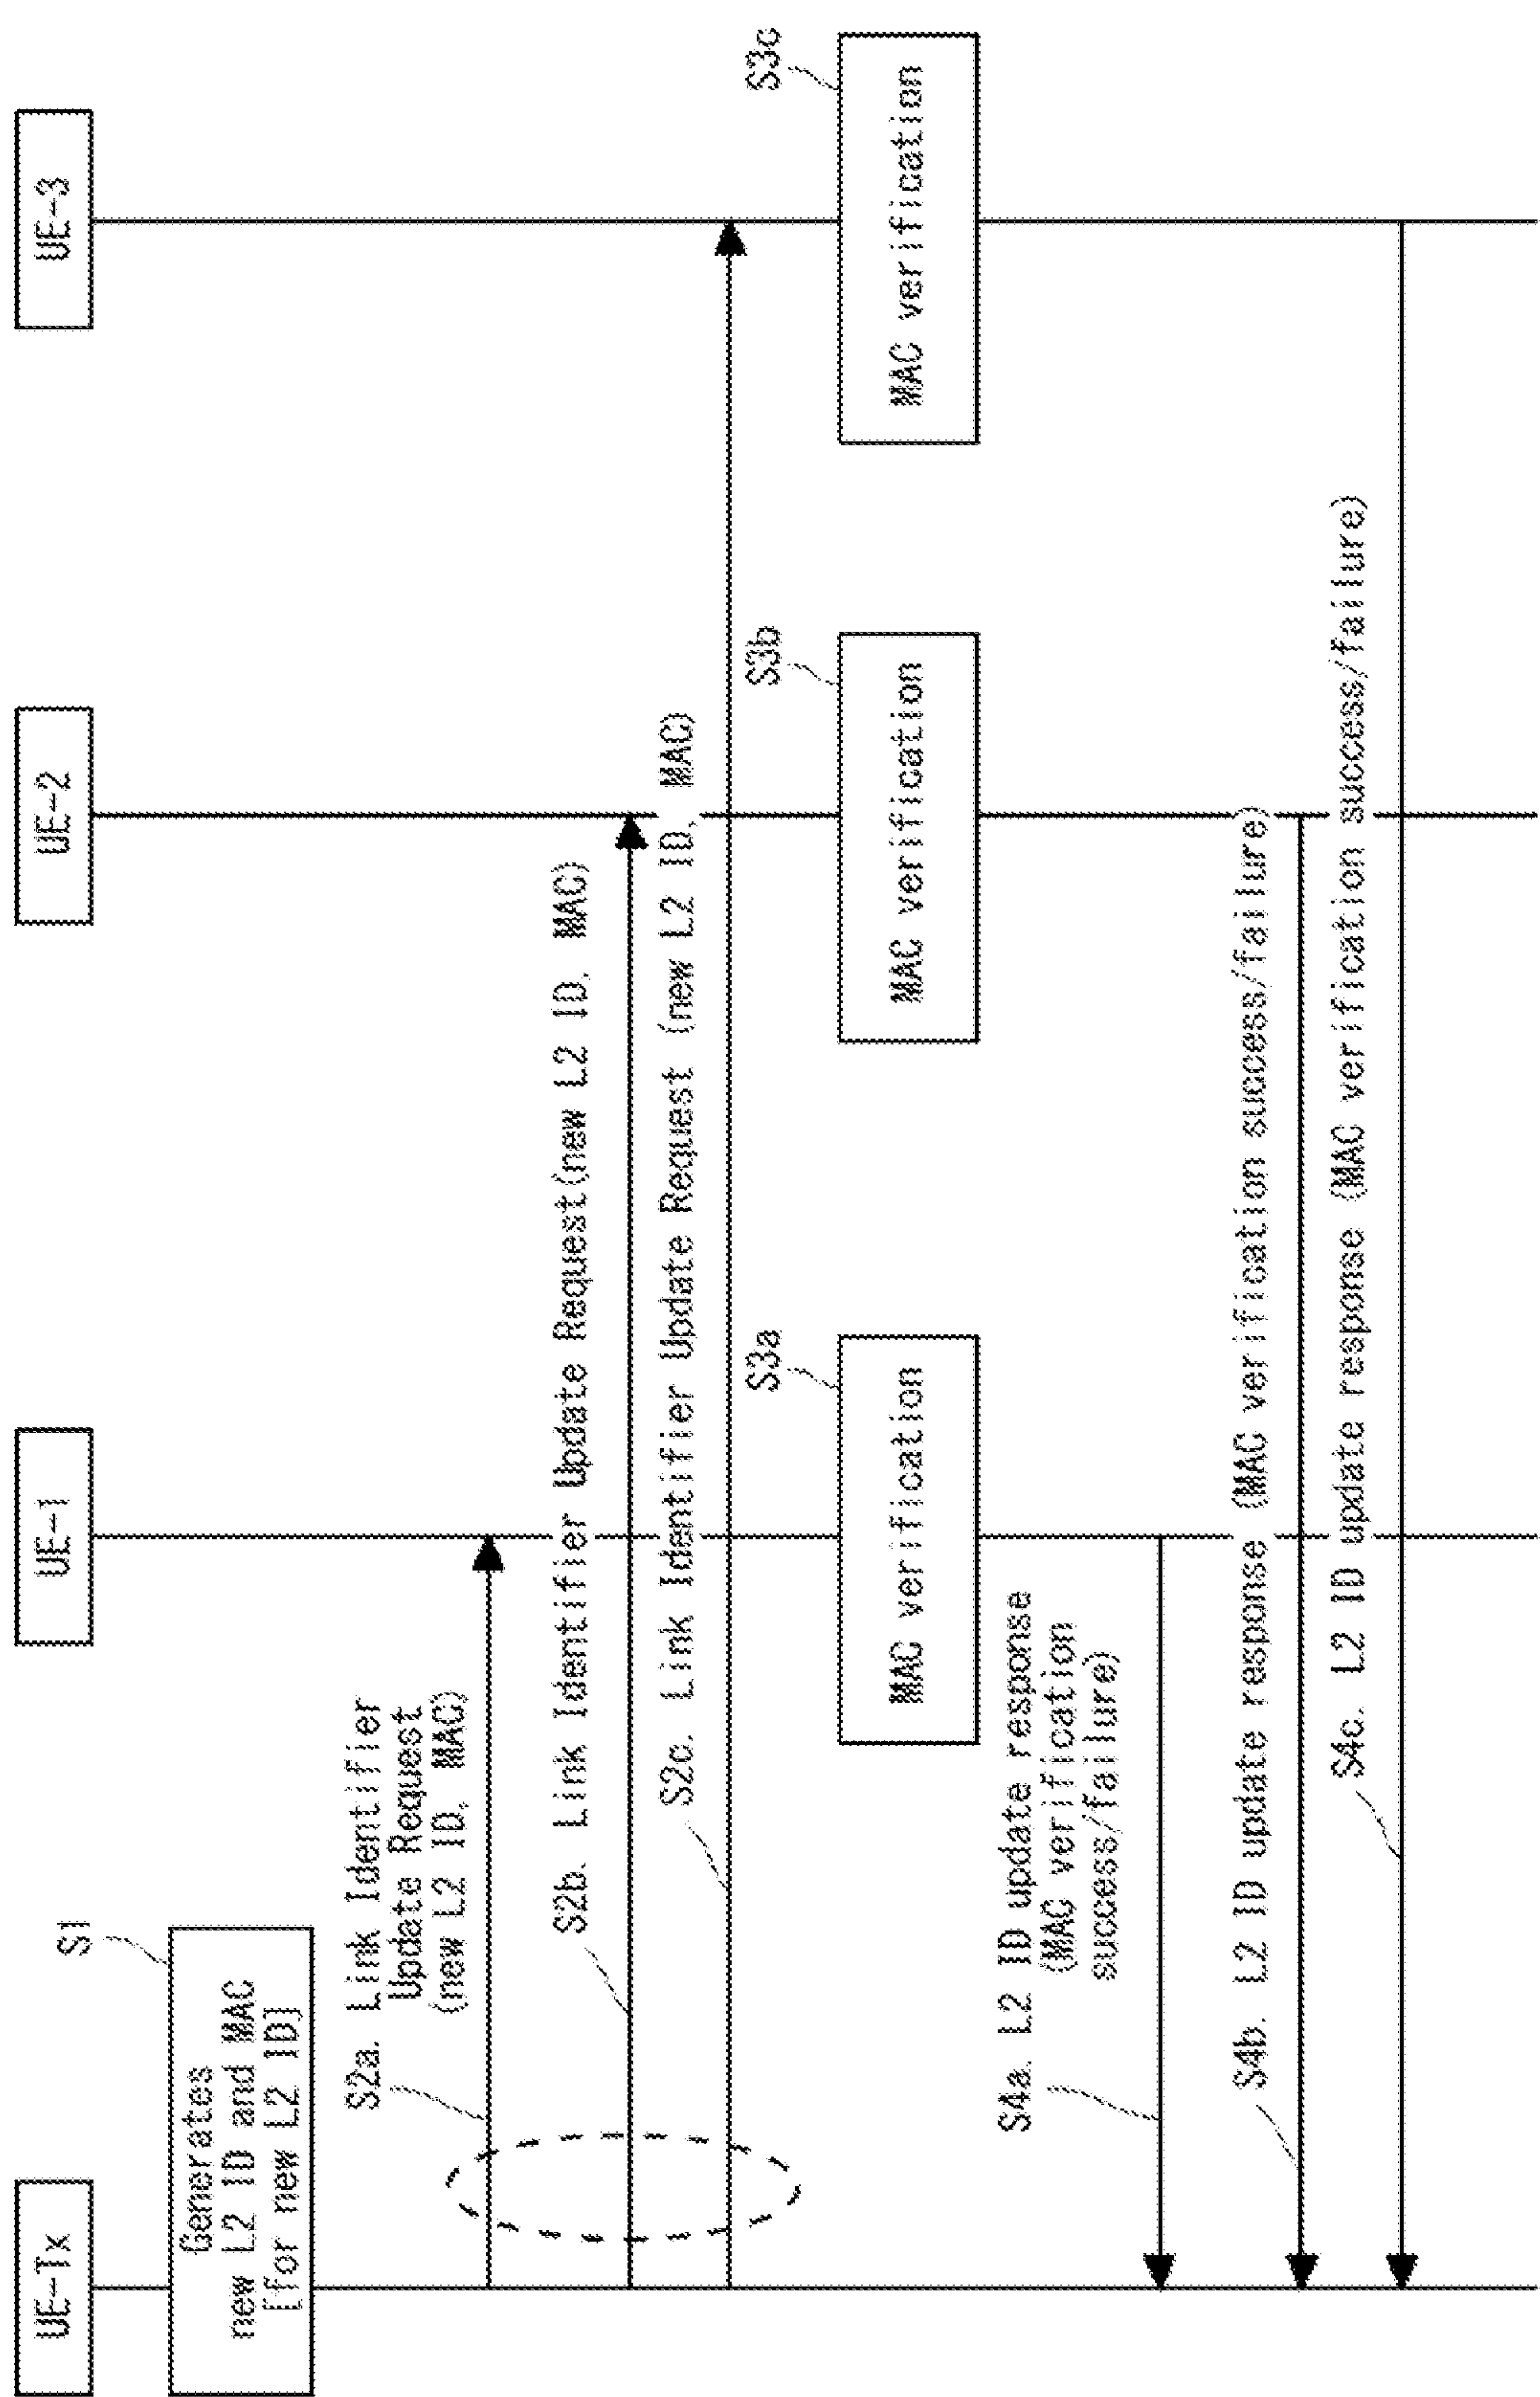 UE-Tx
UE-1
UE-2
UE-3
S1
Generates
new L2 ID and MAC
[for new L2 ID]
S2a. Link Identifier
Update Request
(new L2 ID, MAC)
S2b. Link Identifier Update Request(new L2 ID, MAC)
S2c. Link Identifier Update Request (new L2 ID, MAC)
S3a
MAC verification
S3b
MAC verification
S3c
MAC verification
S4a. L2 ID update response
(MAC verification
success/failure)
S4b. L2 ID update response (MAC verification success/failure)
S4c. L2 ID update response (MAC verification success/failure)